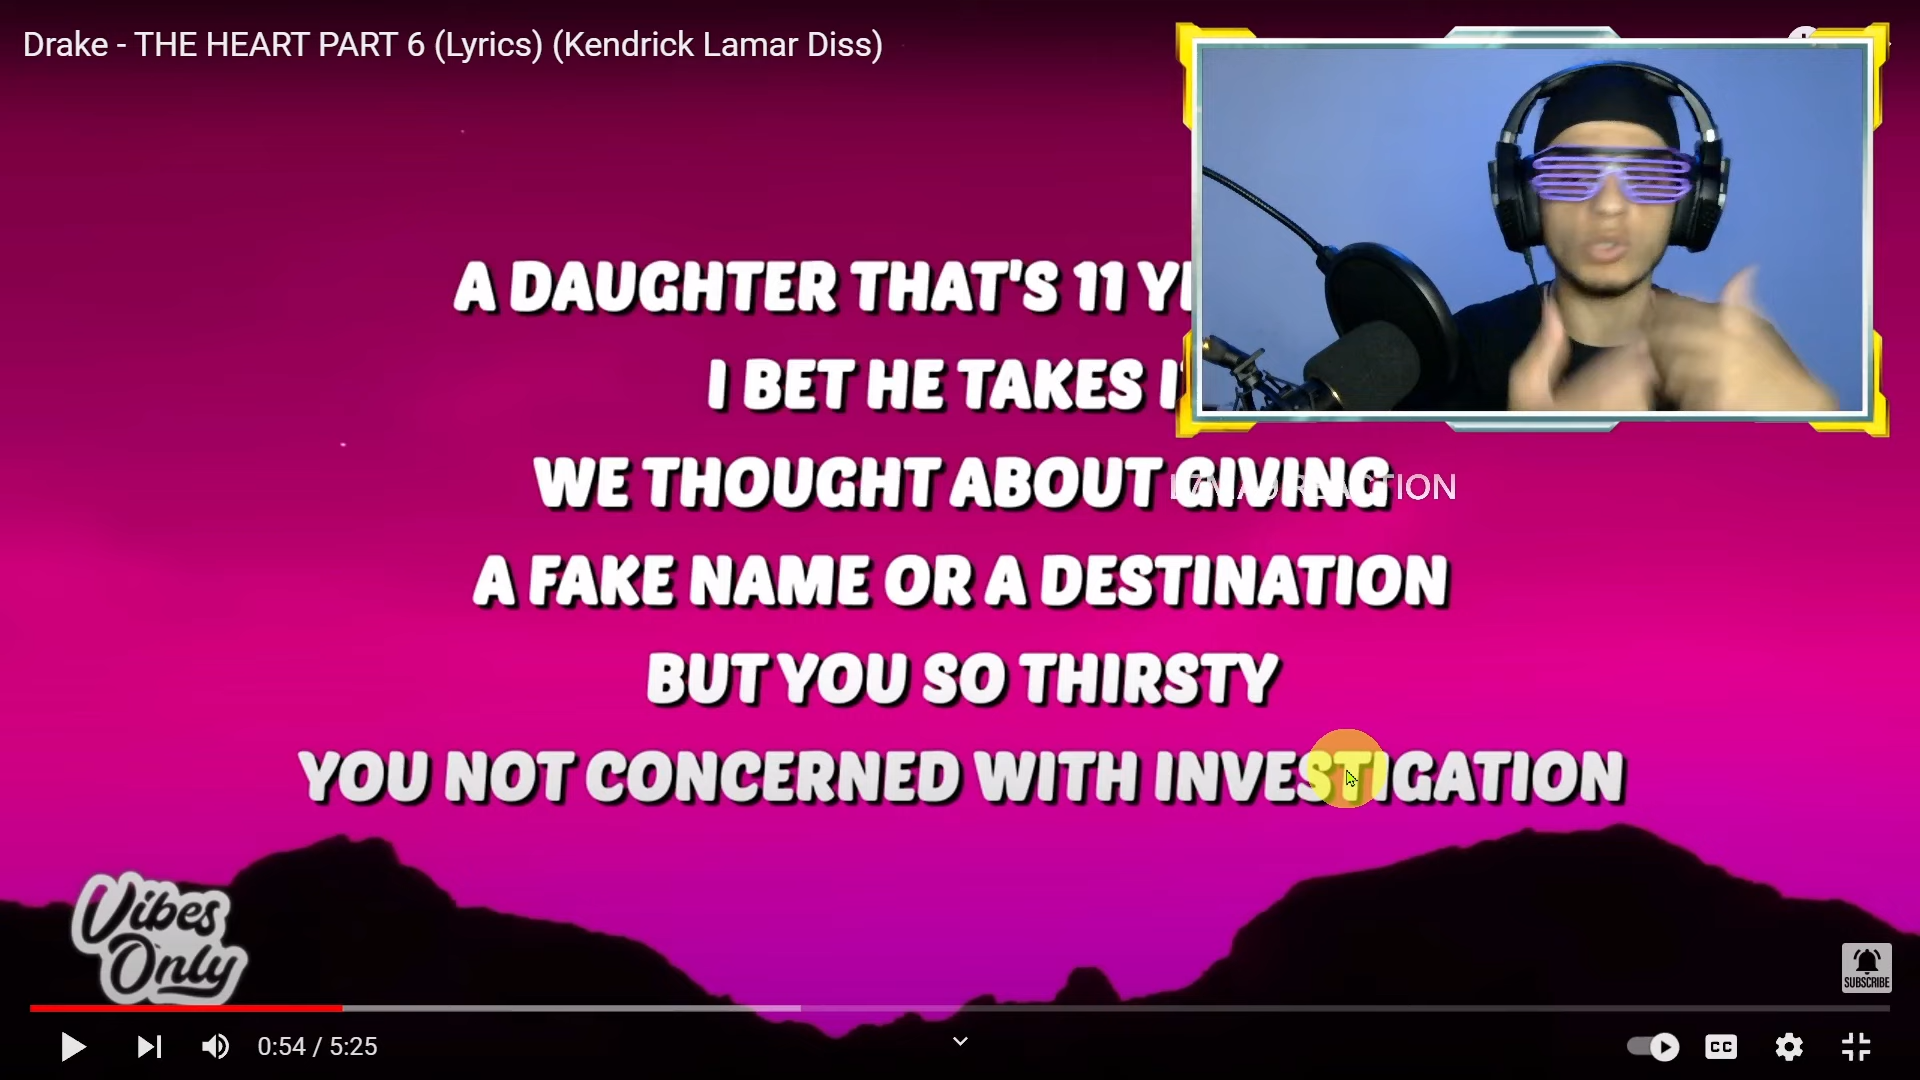 Drake - THE HEART PART 6 (Lyrics) (Kendrick Lamar Diss)
A DAUGHTER THAT'S 11
I BET HE TAKES
WE THOUGHT ABOUT GIVING
A FAKE NAME OR A DESTINATION
BUT YOU SO THIRSTY
YOU NOT CONCERNED WITH INVESTIGATION
Vibes
Only
SUBSCRIBE
0:54 / 5:25
CC